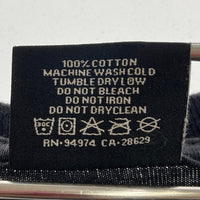 100% COTTON
MACHINE WASH COLD
TUMBLE DRY LOW
DO NOT BLEACH
DO NOT IRON
DO NOT DRYCLEAN
RN-94974 CA-28629